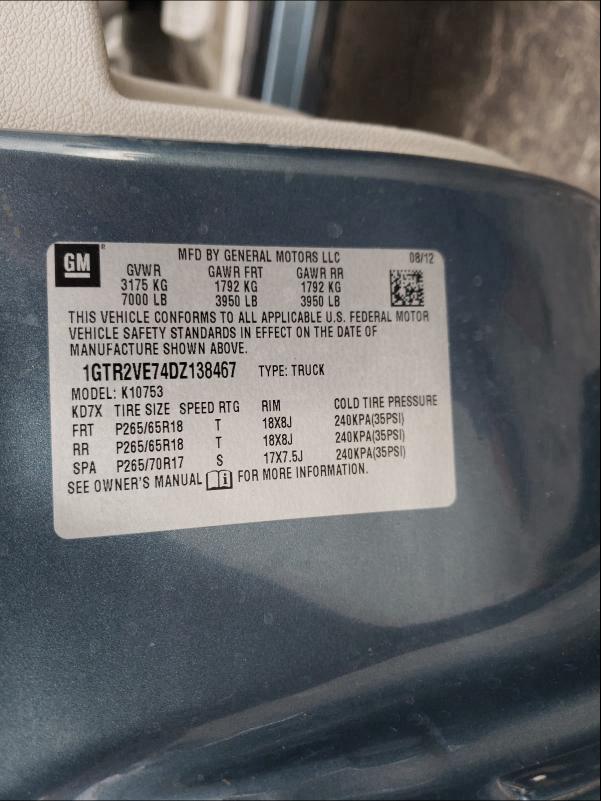 GM ® MFD BY GENERAL MOTORS LLC 08/12
GVWR GAWR FRT GAWR RR
3175 KG 1792 KG 1792 KG
7000 LB 3950 LB 3950 LB
THIS VEHICLE CONFORMS TO ALL APPLICABLE U.S. FEDERAL MOTOR
VEHICLE SAFETY STANDARDS IN EFFECT ON THE DATE OF
MANUFACTURE SHOWN ABOVE.
1GTR2VE74DZ138467 TYPE: TRUCK
MODEL: K10753
KD7X TIRE SIZE SPEED RTG RIM COLD TIRE PRESSURE
FRT P265/65R18 T 18X8J 240KPA(35PSI)
RR P265/65R18 T 18X8J 240KPA(35PSI)
SPA P265/70R17 S 17X7.5J 240KPA(35PSI)
SEE OWNER'S MANUAL FOR MORE INFORMATION.